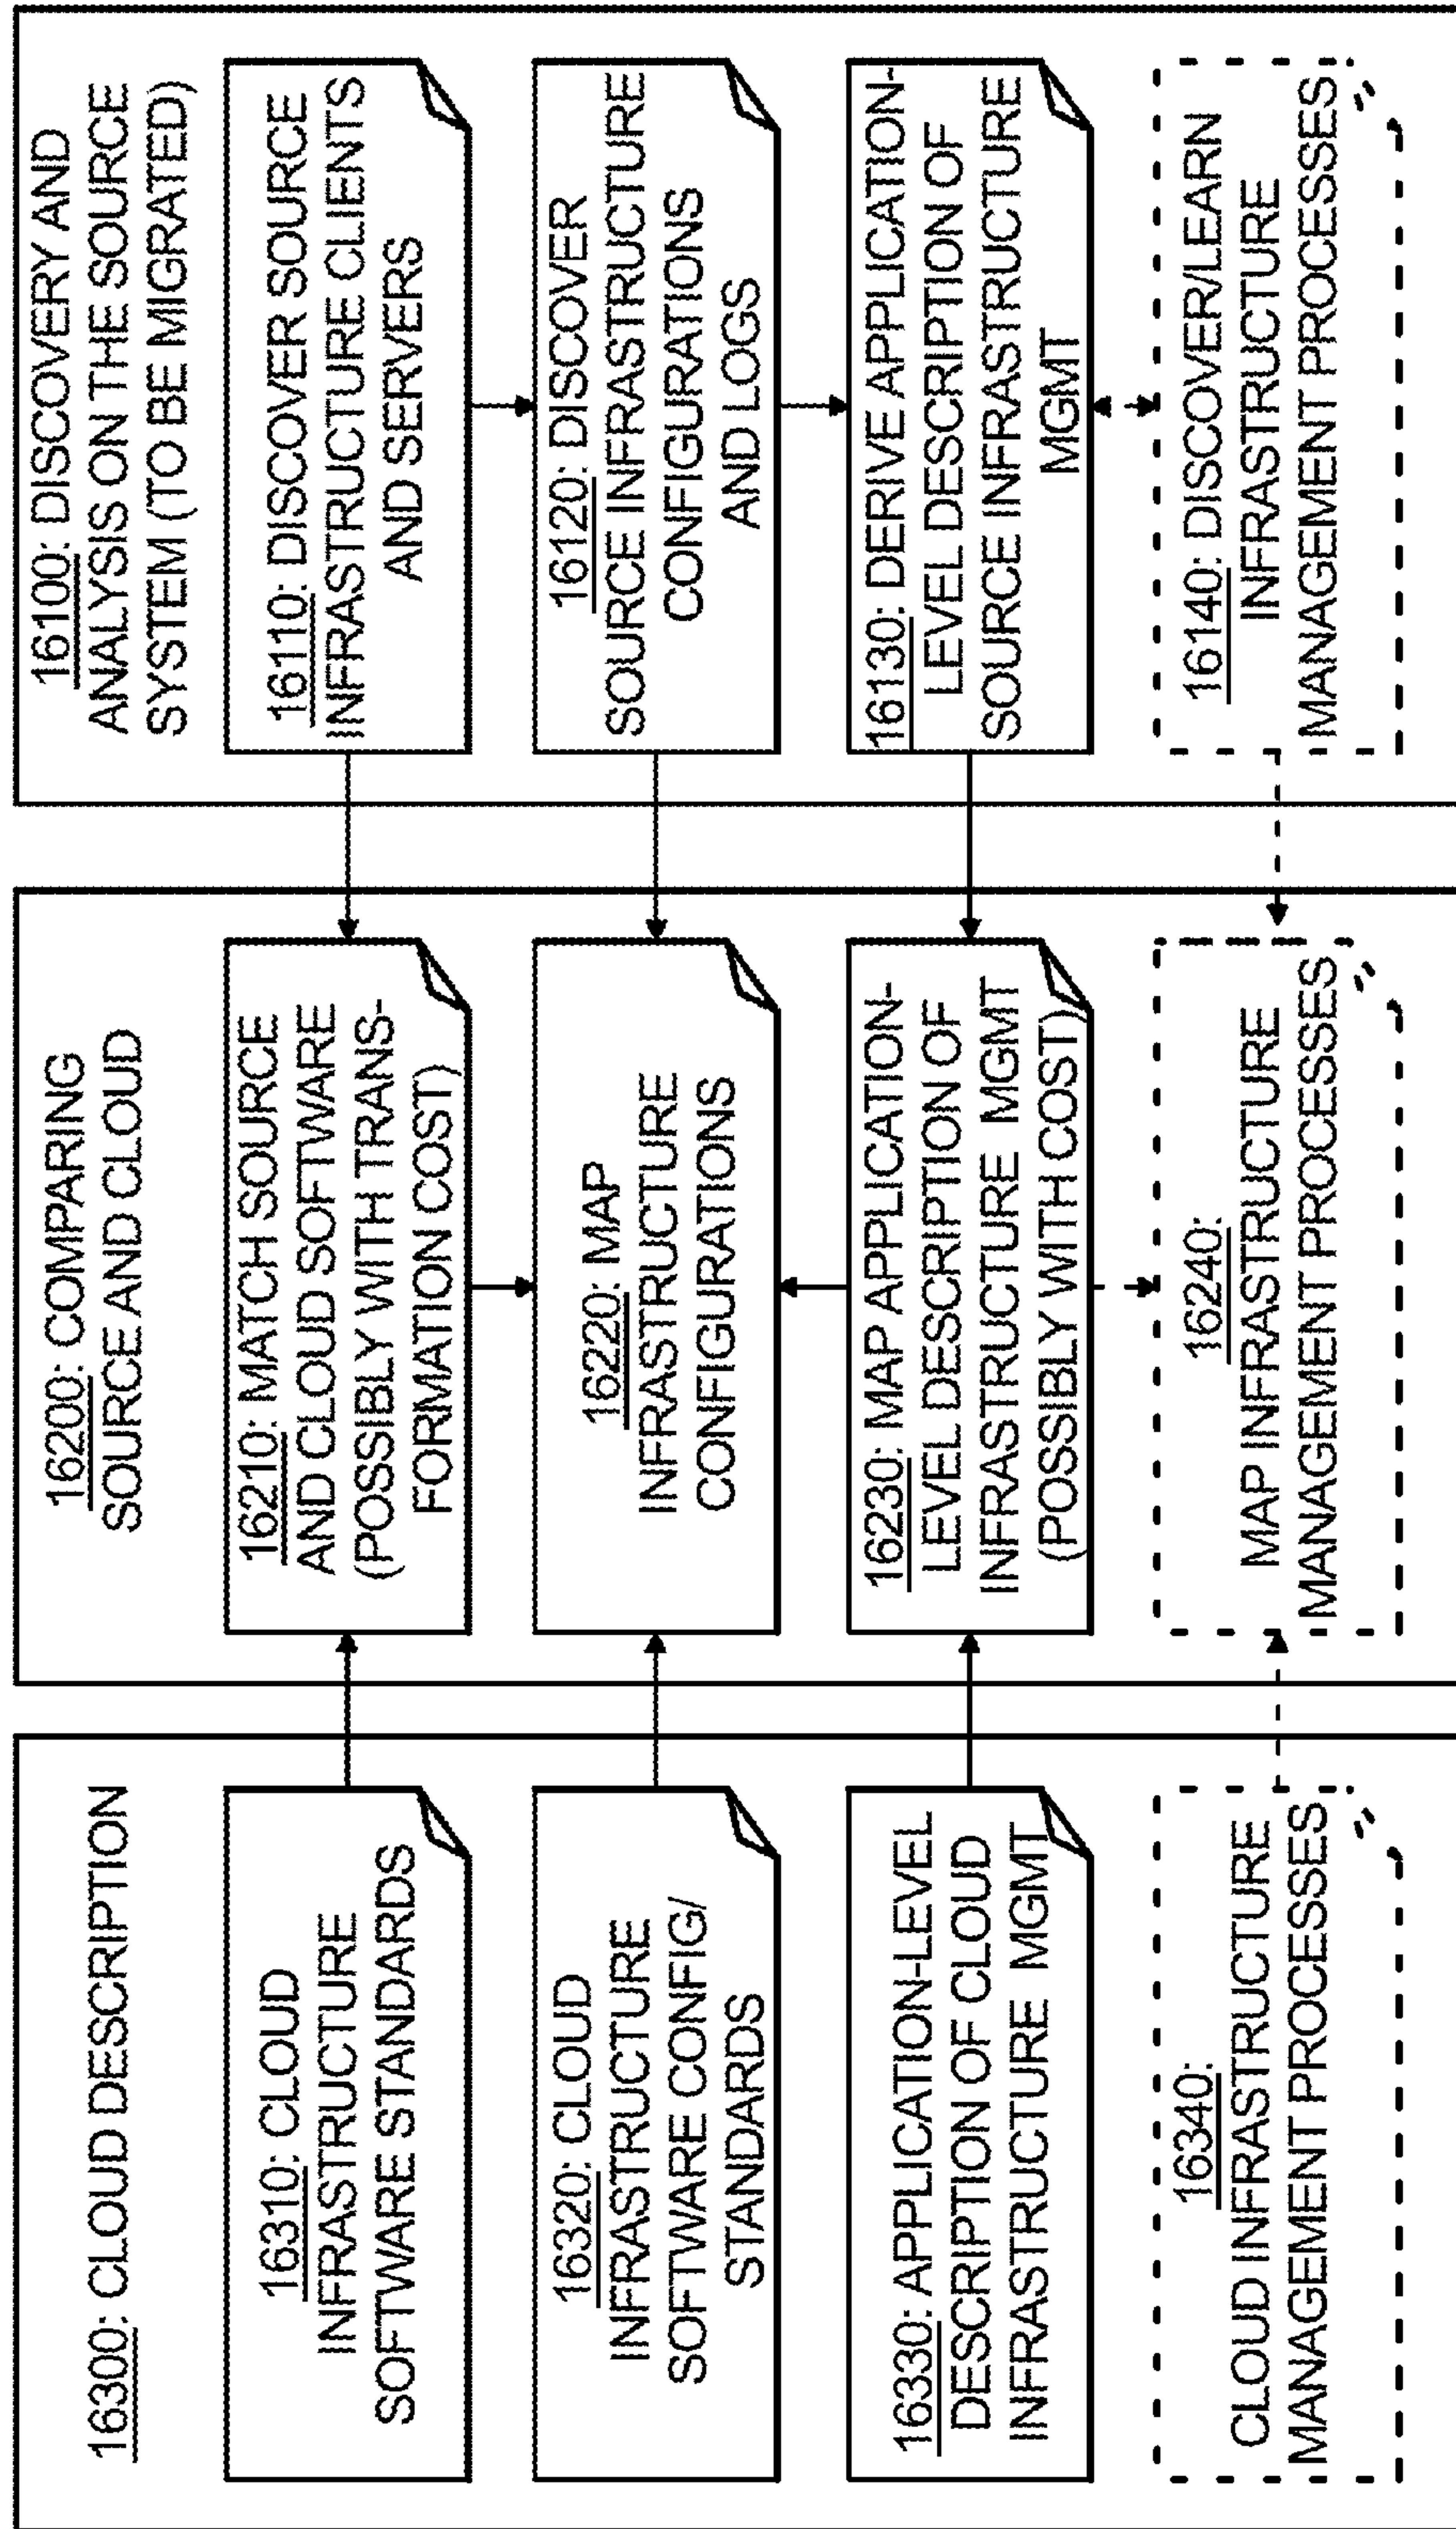 16300: CLOUD DESCRIPTION
16310: CLOUD
INFRASTRUCTURE
SOFTWARE STANDARDS
16320: CLOUD
INFRASTRUCTURE
SOFTWARE CONFIG/
STANDARDS
16330: APPLICATION-LEVEL
DESCRIPTION OF CLOUD
INFRASTRUCTURE MGMT
16340:
CLOUD INFRASTRUCTURE
MANAGEMENT PROCESSES
16200: COMPARING
SOURCE AND CLOUD
16210: MATCH SOURCE
AND CLOUD SOFTWARE
(POSSIBLY WITH TRANS-
FORMATION COST)
16220: MAP
INFRASTRUCTURE
CONFIGURATIONS
16230: MAP APPLICATION-
LEVEL DESCRIPTION OF
INFRASTRUCTURE MGMT
(POSSIBLY WITH COST)
16240:
MAP INFRASTRUCTURE
MANAGEMENT PROCESSES
16100: DISCOVERY AND
ANALYSIS ON THE SOURCE
SYSTEM (TO BE MIGRATED)
16110: DISCOVER SOURCE
INFRASTRUCTURE CLIENTS
AND SERVERS
16120: DISCOVER
SOURCE INFRASTRUCTURE
CONFIGURATIONS
AND LOGS
16130: DERIVE APPLICATION-
LEVEL DESCRIPTION OF
SOURCE INFRASTRUCTURE
MGMT
16140: DISCOVER/LEARN
INFRASTRUCTURE
MANAGEMENT PROCESSES